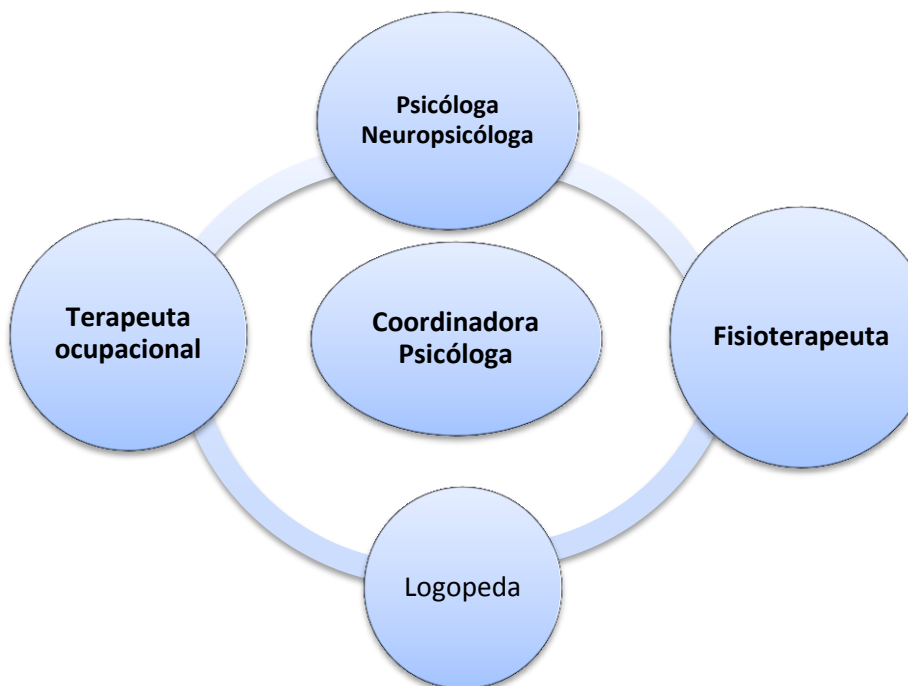 Psicóloga
Neuropsicóloga
Terapeuta
ocupacional
Coordinadora
Psicóloga
Fisioterapeuta
Logopeda